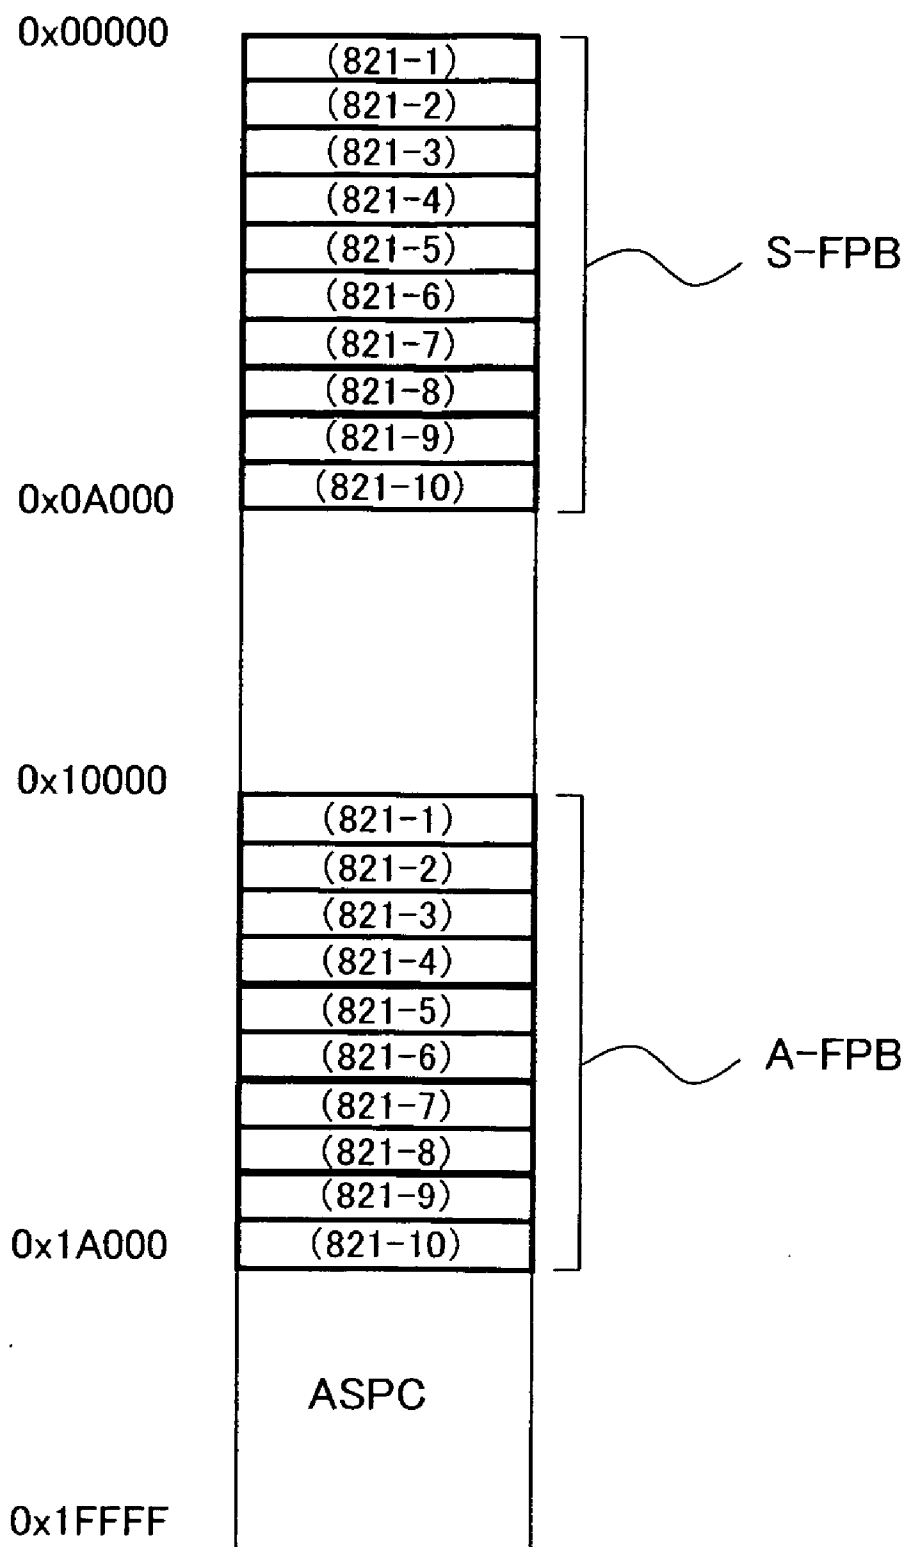 0x00000
(821-1)
(821-2)
(821-3)
(821-4)
(821-5)
S-FPB
(821-6)
(821-7)
(821-8)
(821-9)
(821-10)
0x0A000
0x10000
(821-1)
(821-2)
(821-3)
(821-4)
(821-5)
(821-6)
A-FPB
(821-7)
(821-8)
(821-9)
(821-10)
0x1A000
ASPC
0x1FFFF